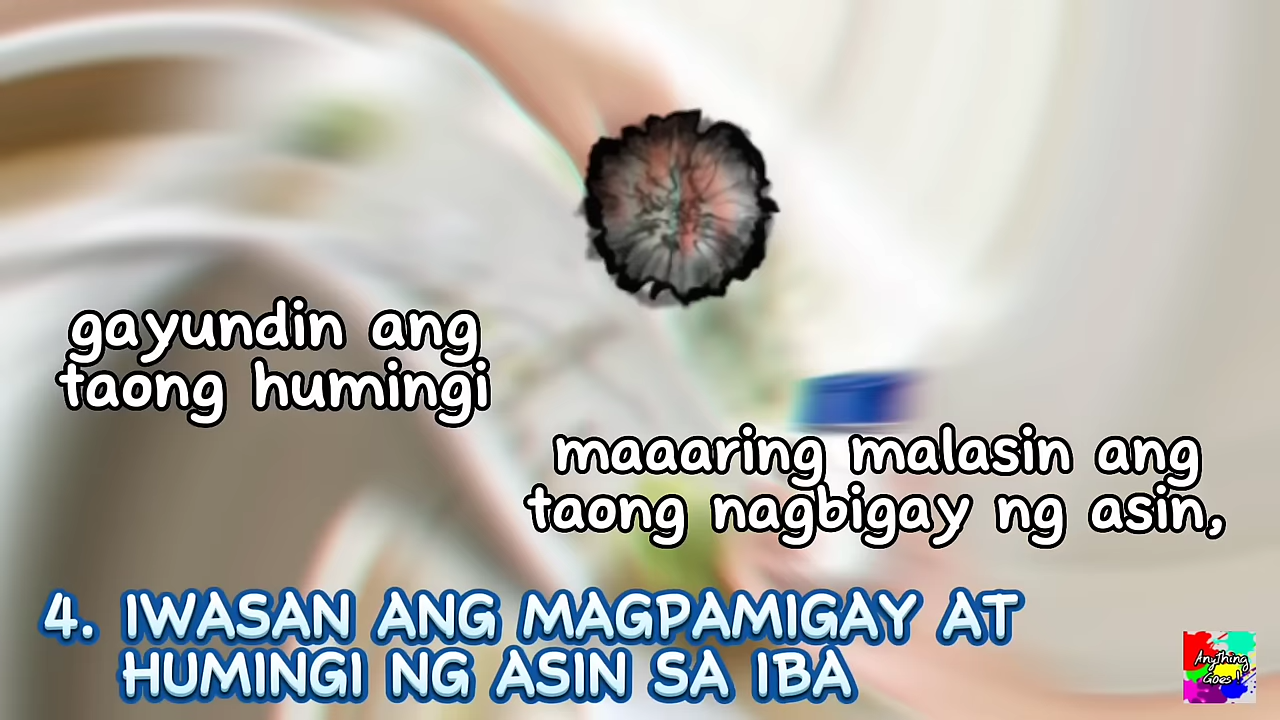 gayundin ang
taong humingi
maaaring malasin ang
taong nagbigay ng asin,
4. IWASAN ANG MAGPAMIGAY AT
HUMINGI NG ASIN SA IBA
Anything
Goes!